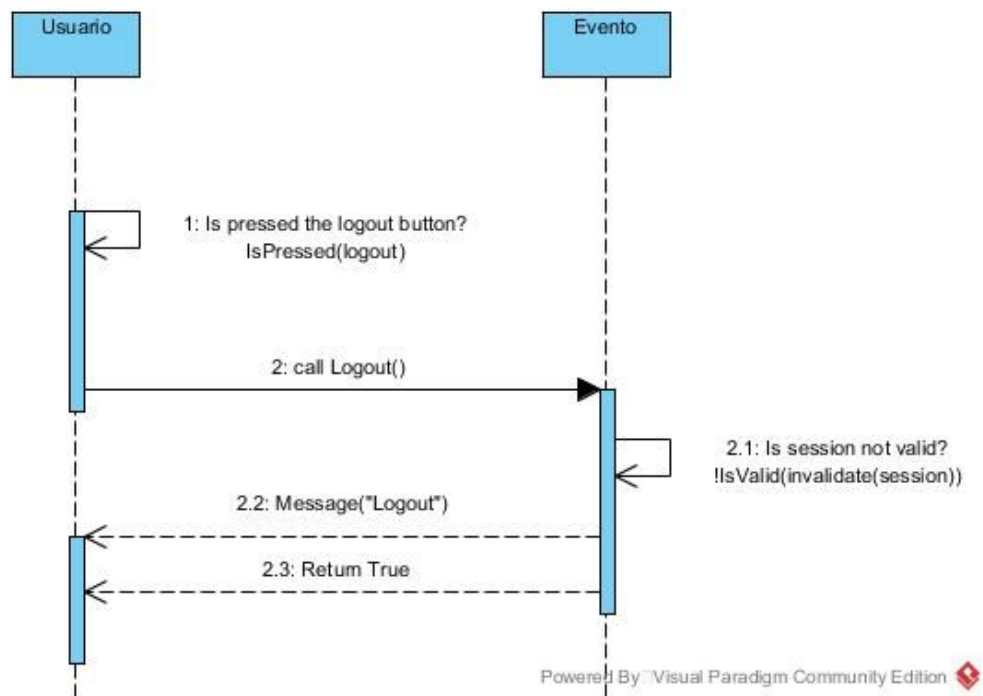 Usuario
Evento
1: Is pressed the logout button?
IsPressed(logout)
2: call Logout()
2.1: Is session not valid?
!IsValid(invalidate(session))
2.2: Message("Logout")
2.3: Return True
Powered By Visual Paradigm Community Edition